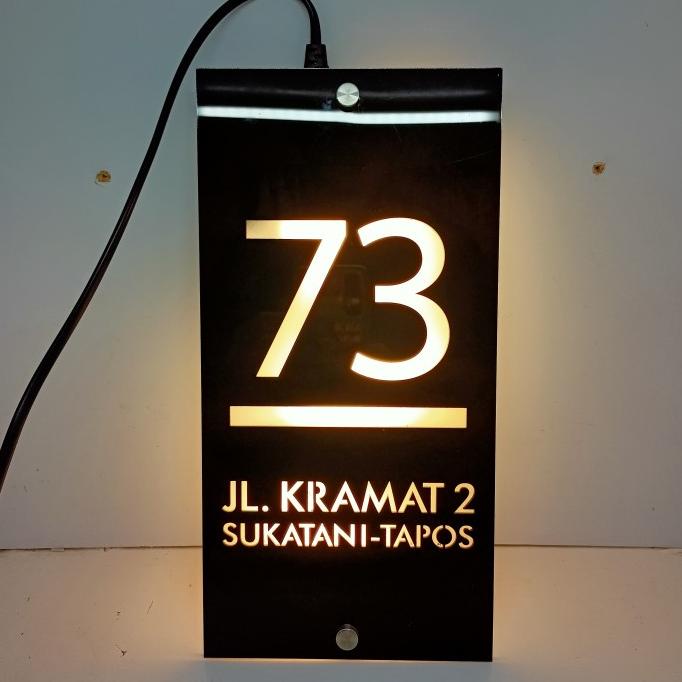 73
JL. KRAMAT 2
SUKATANI-TAPOS